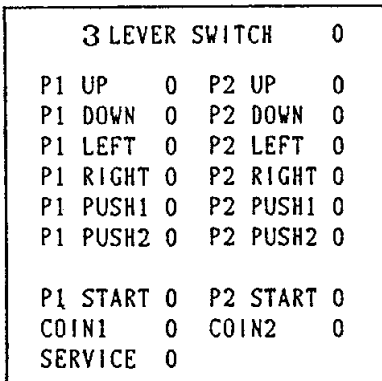 3 LEVER SWITCH 0
P1 UP 0 P2 UP 0
P1 DOWN 0 P2 DOWN 0
P1 LEFT 0 P2 LEFT 0
P1 RIGHT 0 P2 RIGHT 0
P1 PUSH1 0 P2 PUSH1 0
P1 PUSH2 0 P2 PUSH2 0
P1 START 0 P2 START 0
COIN1 0 COIN2 0
SERVICE 0